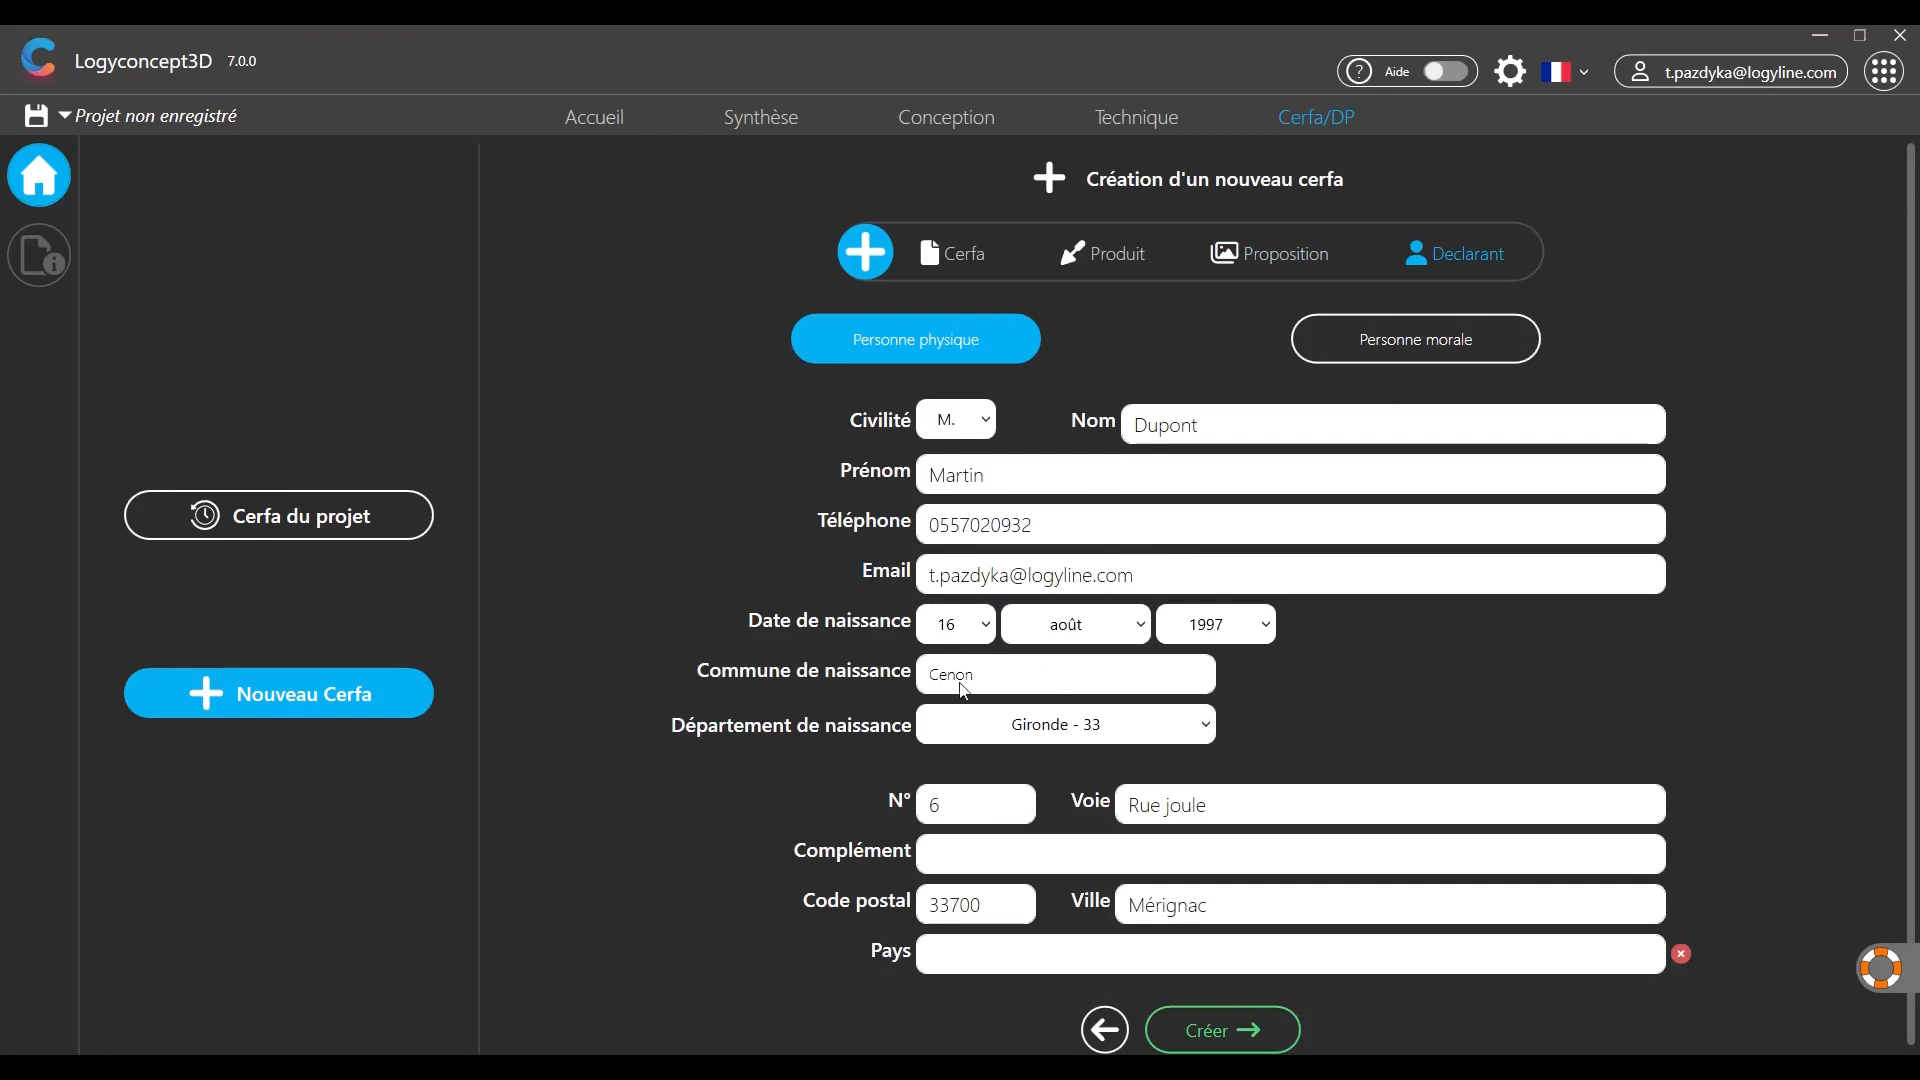 Logyconcept3D 7.0.0
? Aide
t.pazdyka@logyline.com
Projet non enregistré
Accueil Synthèse Conception Technique Cerfa/DP
Création d'un nouveau cerfa
Cerfa Produit Proposition Declarant
Personne physique Personne morale
Civilité M. Nom Dupont
Prénom Martin
Téléphone 0557020932
Email t.pazdyka@logyline.com
Date de naissance 16 août 1997
Commune de naissance Cenon
Département de naissance Gironde - 33
N° 6 Voie Rue joule
Complément
Code postal 33700 Ville Mérignac
Pays
Créer
Cerfa du projet
Nouveau Cerfa